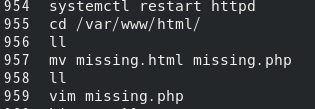 954 systemctl restart httpd
955 cd /var/www/html/
956 ll
957 mv missing.html missing.php
958 ll
959 vim missing.php